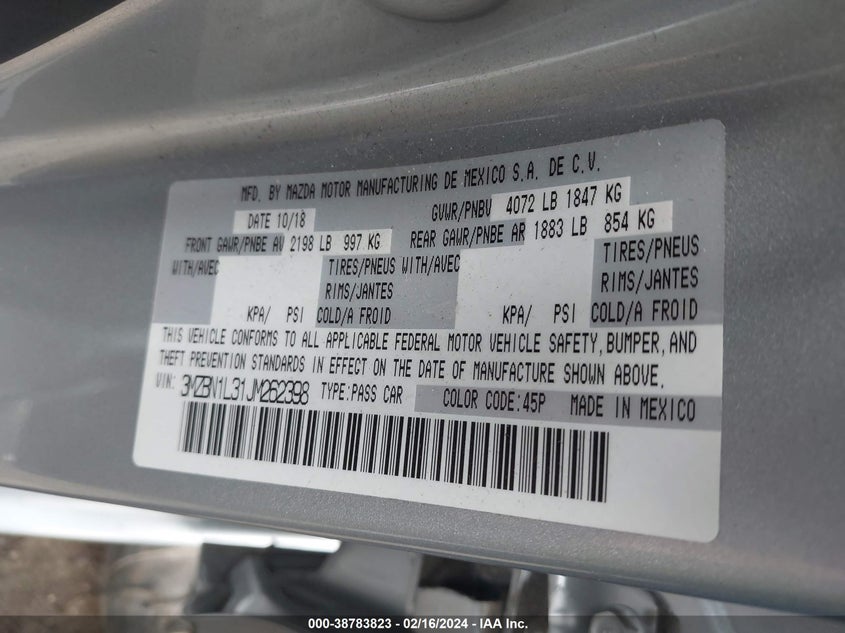 MFD. BY MAZDA MOTOR MANUFACTURING DE MEXICO S.A. DE C.V.
DATE 10/18 GVWR/PNBV 4072 LB 1847 KG
FRONT GAWR/PNBE AV 2198 LB 997 KG REAR GAWR/PNBE AR 1883 LB 854 KG
WITH/AVEC TIRES/PNEUS WITH/AVEC TIRES/PNEUS
RIMS/JANTES RIMS/JANTES
KPA/ PSI COLD/A FROID KPA/ PSI COLD/A FROID
THIS VEHICLE CONFORMS TO ALL APPLICABLE FEDERAL MOTOR VEHICLE SAFETY, BUMPER, AND
THEFT PREVENTION STANDARDS IN EFFECT ON THE DATE OF MANUFACTURE SHOWN ABOVE.
VIN: 3MZBN1L31JM262398 TYPE:PASS CAR COLOR CODE:45P MADE IN MEXICO
000-38783823 - 02/16/2024 - IAA Inc.